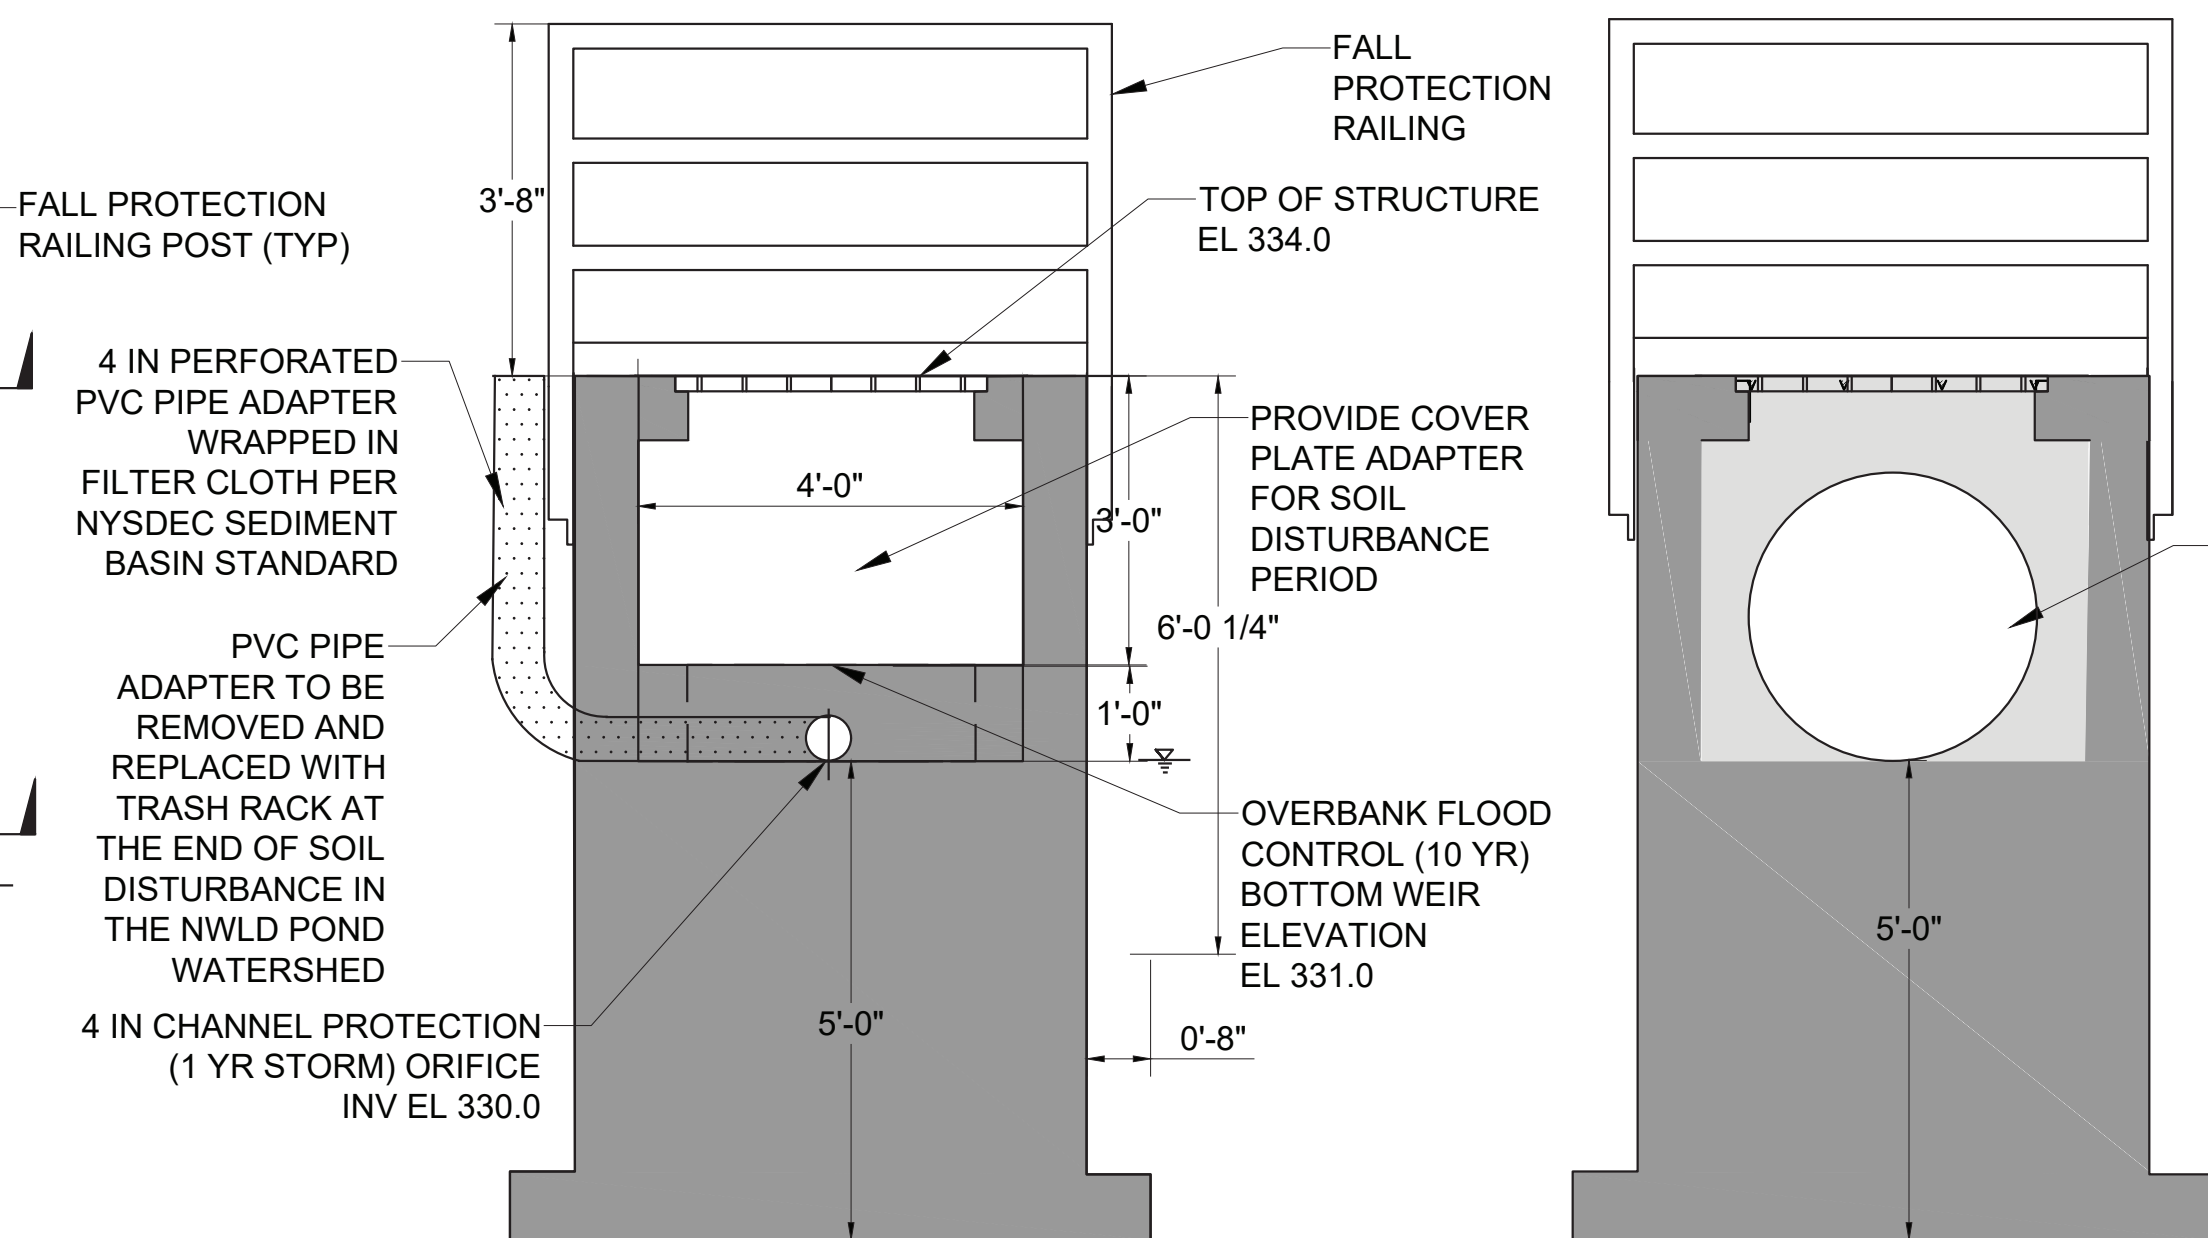 FALL PROTECTION
RAILING POST (TYP)
4 IN PERFORATED
PVC PIPE ADAPTER
WRAPPED IN
FILTER CLOTH PER
NYSDEC SEDIMENT
BASIN STANDARD
PVC PIPE
ADAPTER TO BE
REMOVED AND
REPLACED WITH
TRASH RACK AT
THE END OF SOIL
DISTURBANCE IN
THE NWLD POND
WATERSHED
4 IN CHANNEL PROTECTION
(1 YR STORM) ORIFICE
INV EL 330.0
3'-8"
4'-0"
3'-0"
6'-0 1/4"
1'-0"
5'-0"
0'-8"
FALL
PROTECTION
RAILING
TOP OF STRUCTURE
EL 334.0
PROVIDE COVER
PLATE ADAPTER
FOR SOIL
DISTURBANCE
PERIOD
OVERBANK FLOOD
CONTROL (10 YR)
BOTTOM WEIR
ELEVATION
EL 331.0
5'-0"